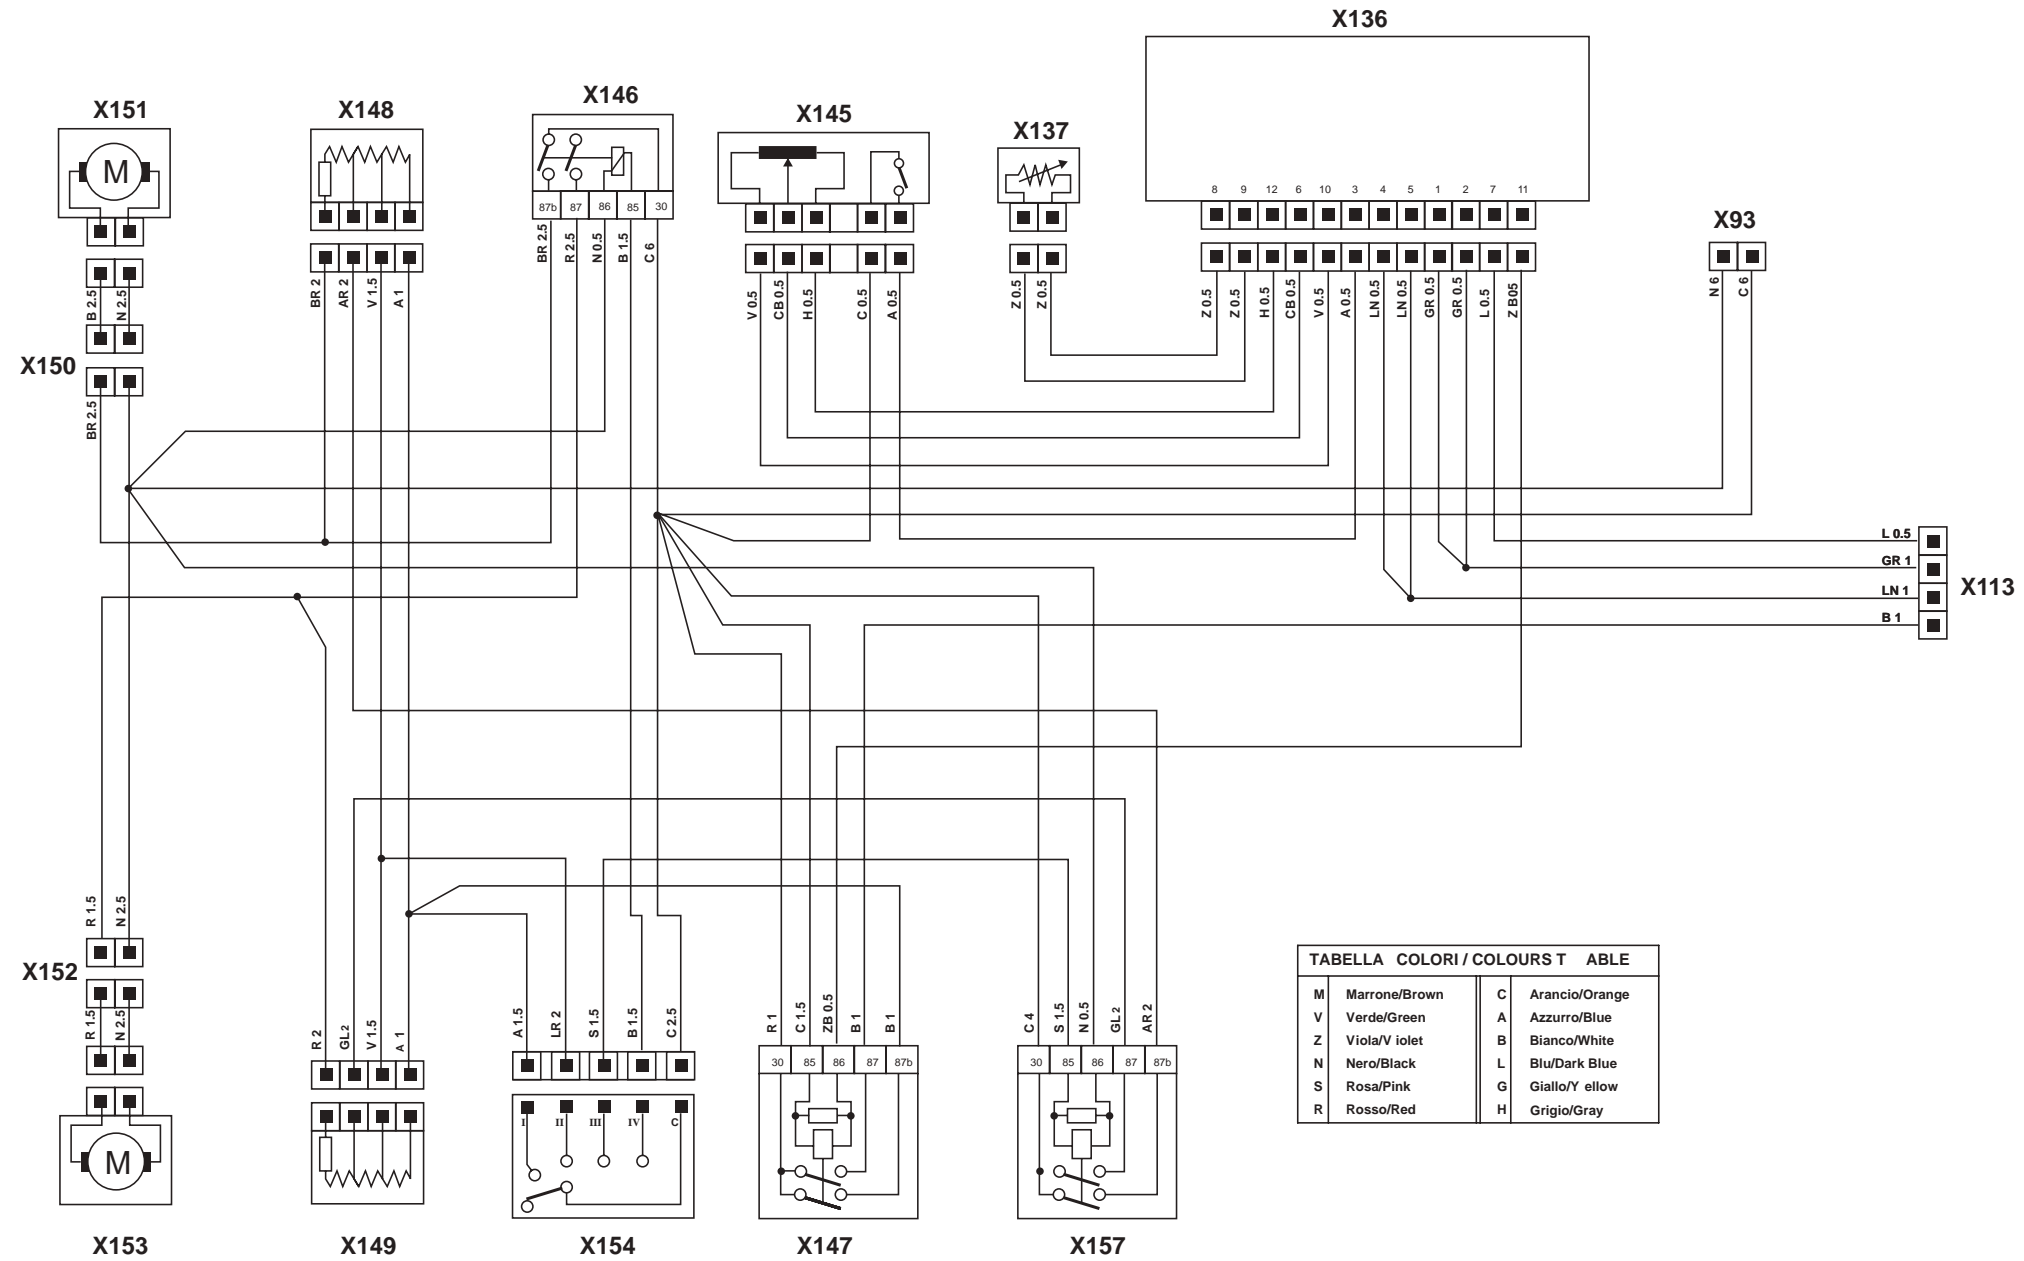 X136
X151
X148
X146
X145
X137
X93
M
87b 87 86 85 30
8 9 12 6 10 3 4 5 1 2 7 11
BR 2.5
R 2.5
N 0.5
B 1.5
C 6
B 2.5
N 2.5
BR 2
AR 2
V 1.5
A 1
V 0.5
CB 0.5
H 0.5
C 0.5
A 0.5
Z 0.5
Z 0.5
Z 0.5
Z 0.5
H 0.5
CB 0.5
V 0.5
A 0.5
LN 0.5
LN 0.5
GR 0.5
GR 0.5
L 0.5
Z B05
N 6
C 6
X150
BR 2.5
L 0.5
GR 1
LN 1
B 1
X113
R 1.5
N 2.5
X152
R 1.5
N 2.5
R 2
GL 2
V 1.5
A 1
A 1.5
LR 2
S 1.5
B 1.5
C 2.5
R 1
C 1.5
ZB 0.5
B 1
B 1
C 4
S 1.5
N 0.5
GL 2
AR 2
30 85 86 87 87b
30 85 86 87 87b
I II III IV C
M
TABELLA COLORI / COLOURS T ABLE
M Marrone/Brown C Arancio/Orange
V Verde/Green A Azzurro/Blue
Z Viola/V iolet B Bianco/White
N Nero/Black L Blu/Dark Blue
S Rosa/Pink G Giallo/Y ellow
R Rosso/Red H Grigio/Gray
X153
X149
X154
X147
X157